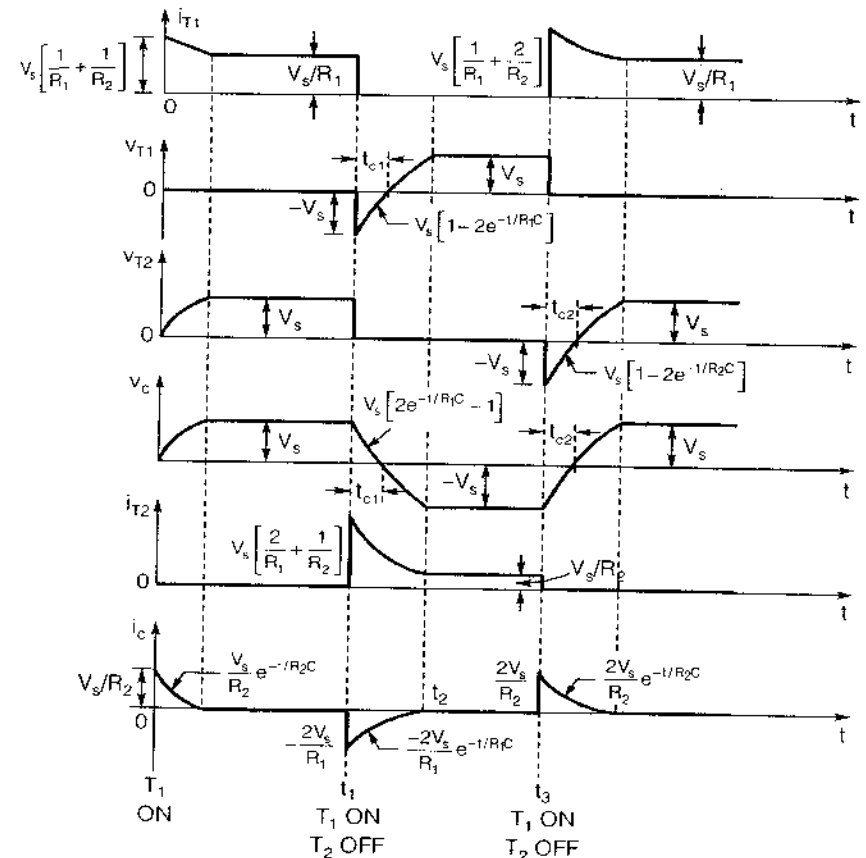 i_T1
V_s[1/R_1 + 1/R_2]
V_s/R_1
V_s[1/R_1 + 2/R_2]
V_s/R_1
0
t
v_T1
t_c1
0
V_s
-V_s
V_s[1-2e^-1/R_1C]
t
v_T2
t_c2
0
V_s
V_s
-V_s
V_s[1-2e^-1/R_2C]
t
v_c
V_s[2e^-1/R_1C - 1]
t_c2
V_s
V_s
0
-V_s
t_c1
t
i_T2
V_s[2/R_1 + 1/R_2]
V_s/R_2
0
t
i_c
V_s/R_2
V_s/R_2 e^-t/R_2C
t_2
2V_s/R_2
2V_s/R_2 e^-t/R_2C
0
-2V_s/R_1
-2V_s/R_1 e^-t/R_1C
t
T_1
ON
t_1
T_1 ON
T_2 OFF
t_3
T_1 ON
T_2 OFF